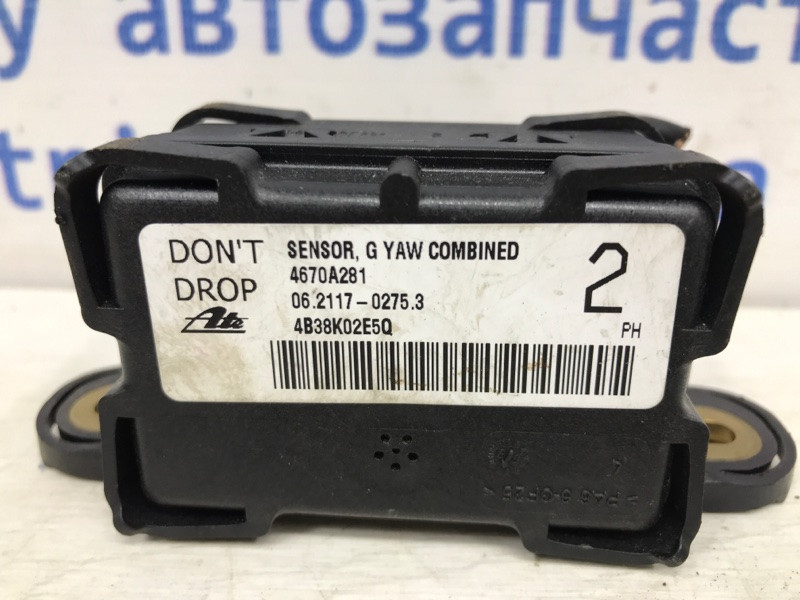 у автозапчаст
DON'T
DROP
Ate
SENSOR, G YAW COMBINED
4670A281
06.2117-0275.3
4B38K02E5Q
2
PH